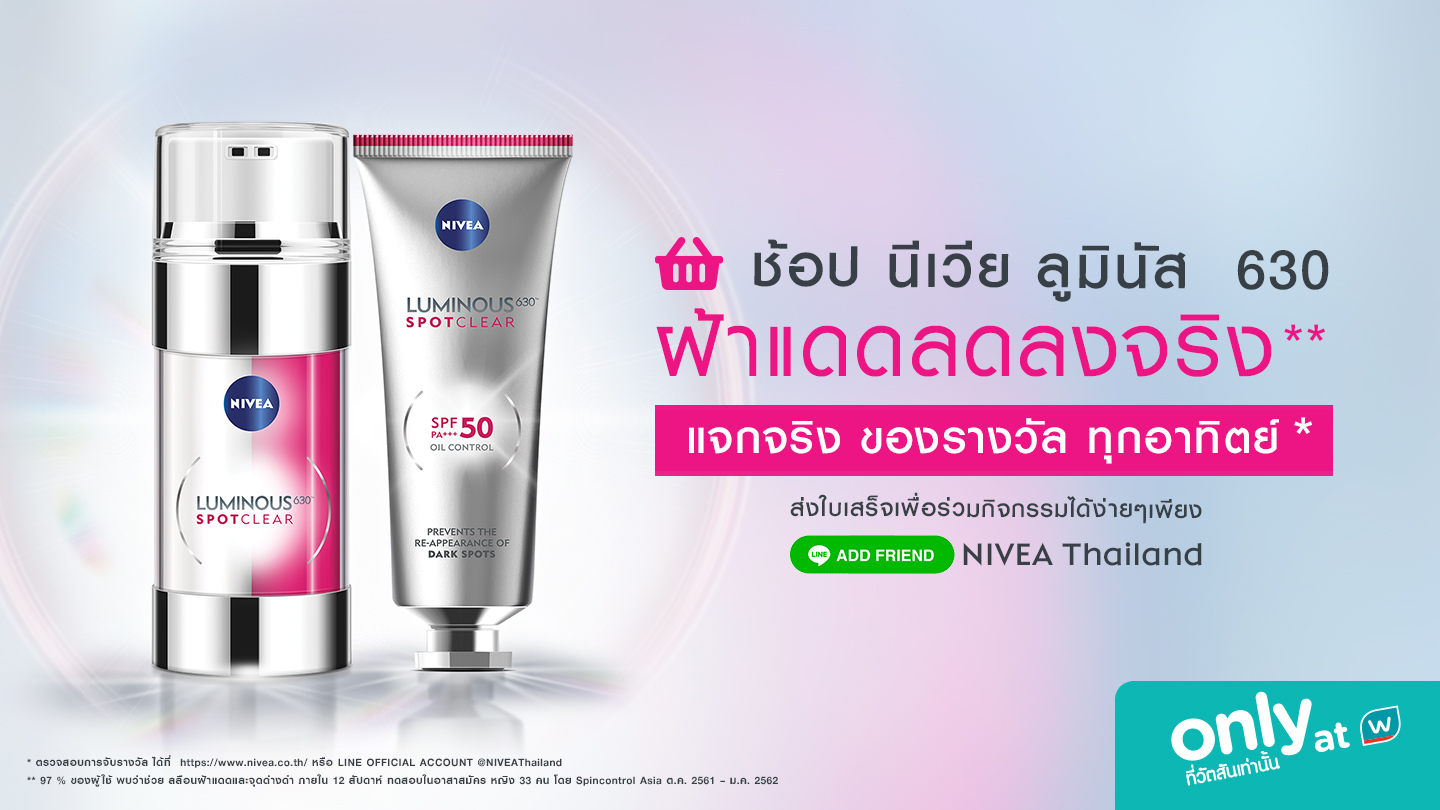 NIVEA
LUMINOUS630™
SPOTCLEAR
NIVEA
LUMINOUS630™
SPOTCLEAR
SPF 50
PA+++
OIL CONTROL
PREVENTS THE
RE-APPEARANCE OF
DARK SPOTS
ช้อป นีเวีย ลูมินัส 630
ฝ้าแดดลดลงจริง**
แจกจริง ของรางวัล ทุกอาทิตย์ *
ส่งใบเสร็จเพื่อร่วมกิจกรรมได้ง่ายๆเพียง
LINE ADD FRIEND NIVEA Thailand
* ตรวจสอบการจับรางวัล ได้ที่ https://www.nivea.co.th/ หรือ LINE OFFICIAL ACCOUNT @NIVEAThailand
** 97 % ของผู้ใช้ พบว่าช่วย ลดเลือนฝ้าแดดและจุดด่างดำ ภายใน 12 สัปดาห์ ทดสอบในอาสาสมัคร หญิง 33 คน โดย Spincontrol Asia ต.ค. 2561 - ม.ค. 2562
only at w
ที่วัตสันเท่านั้น